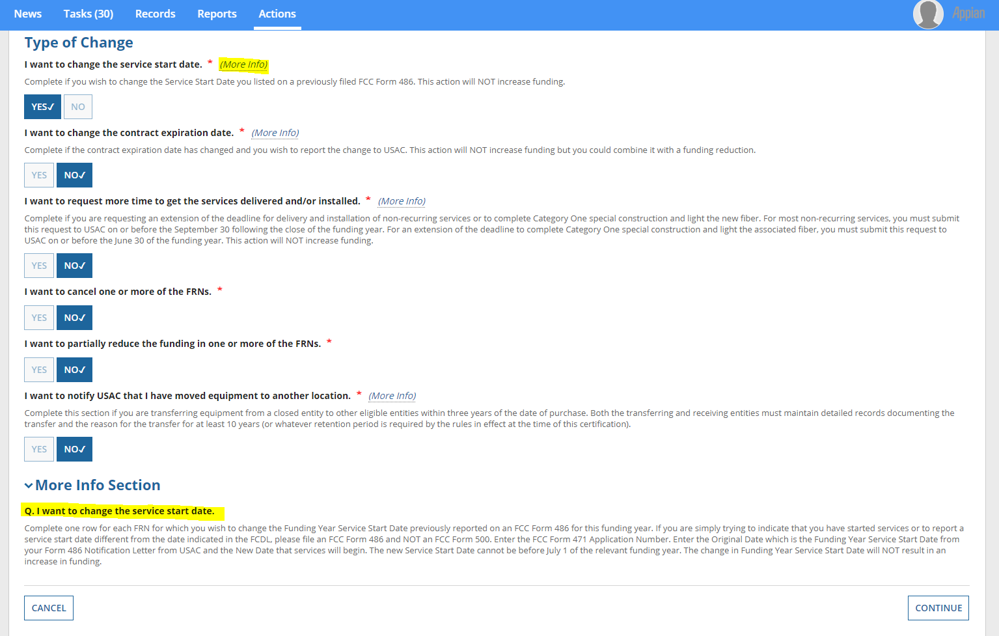 News Tasks (30) Records Reports Actions Appian
Type of Change
I want to change the service start date. * (More Info)
Complete if you wish to change the Service Start Date you listed on a previously filed FCC Form 486. This action will NOT increase funding.
YES✓ NO
I want to change the contract expiration date. * (More Info)
Complete if the contract expiration date has changed and you wish to report the change to USAC. This action will NOT increase funding but you could combine it with a funding reduction.
YES NO✓
I want to request more time to get the services delivered and/or installed. * (More Info)
Complete if you are requesting an extension of the deadline for delivery and installation of non-recurring services or to complete Category One special construction and light the new fiber. For most non-recurring services, you must submit
this request to USAC on or before the September 30 following the close of the funding year. For an extension of the deadline to complete Category One special construction and light the associated fiber, you must submit this request to
USAC on or before the June 30 of the funding year. This action will NOT increase funding.
YES NO✓
I want to cancel one or more of the FRNs. *
YES NO✓
I want to partially reduce the funding in one or more of the FRNs. *
YES NO✓
I want to notify USAC that I have moved equipment to another location. * (More Info)
Complete this section if you are transferring equipment from a closed entity to other eligible entities within three years of the date of purchase. Both the transferring and receiving entities must maintain detailed records documenting the
transfer and the reason for the transfer for at least 10 years (or whatever retention period is required by the rules in effect at the time of this certification).
YES NO✓
More Info Section
Q. I want to change the service start date.
Complete one row for each FRN for which you wish to change the Funding Year Service Start Date previously reported on an FCC Form 486 for this funding year. If you are simply trying to indicate that you have started services or to report a
service start date different from the date indicated in the FCDL, please file an FCC Form 486 and NOT an FCC Form 500. Enter the FCC Form 471 Application Number. Enter the Original Date which is the Funding Year Service Start Date from
your Form 486 Notification Letter from USAC and the New Date that services will begin. The new Service Start Date cannot be before July 1 of the relevant funding year. The change in Funding Year Service Start Date will NOT result in an
increase in funding.
CANCEL CONTINUE